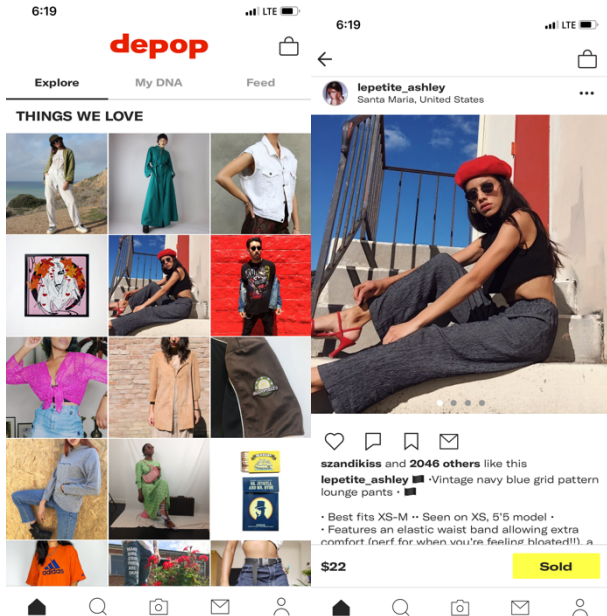 6:19
LTE
depop
Explore
My DNA
Feed
THINGS WE LOVE
adidas
6:19
LTE
lepetite_ashley
Santa Maria, United States
szandikiss and 2046 others like this
lepetite_ashley •Vintage navy blue grid pattern
lounge pants •
• Best fits XS-M •• Seen on XS, 5'5 model •
• Features an elastic waist band allowing extra
comfort (perf for when you're feeling bloated!!), a
$22
Sold